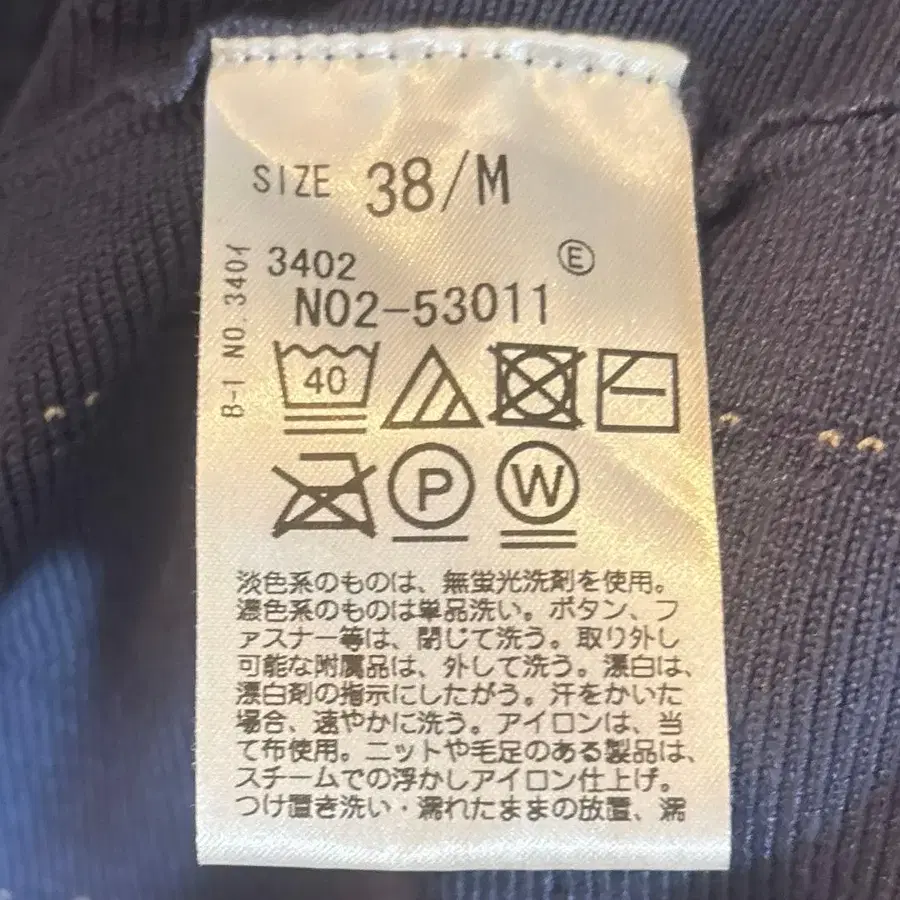 SIZE 38/M
3402 Ⓔ
N02-53011
B-1 NO.340イ
40
P W
淡色系のものは、無蛍光洗剤を使用。
濃色系のものは単品洗い。ボタン、フ
ァスナー等は、閉じて洗う。取り外し
可能な附属品は、外して洗う。漂白は、
漂白剤の指示にしたがう。汗をかいた
場合、速やかに洗う。アイロンは、当
て布使用。ニットや毛足のある製品は、
スチームでの浮かしアイロン仕上げ。
つけ置き洗い・濡れたままの放置、濡